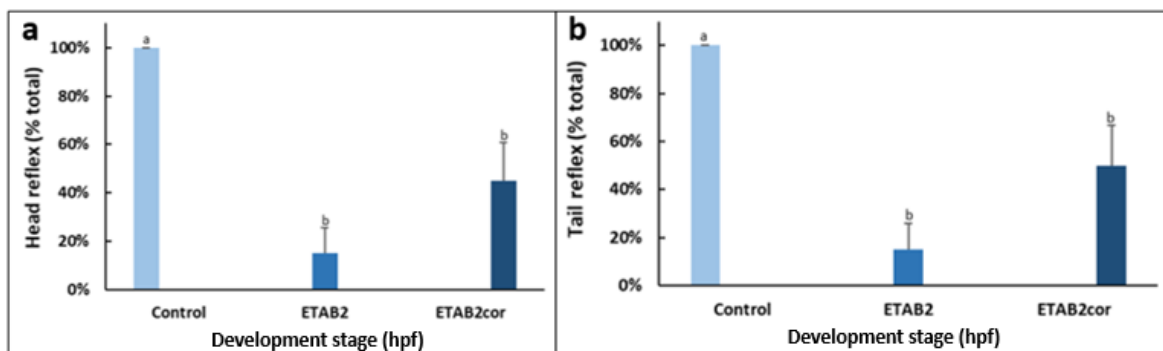 a
Head reflex (% total)
100%
80%
60%
40%
20%
0%
a
b
b
Control ETAB2 ETAB2cor
Development stage (hpf)
b
Tail reflex (% total)
100%
80%
60%
40%
20%
0%
a
b
b
Control ETAB2 ETAB2cor
Development stage (hpf)